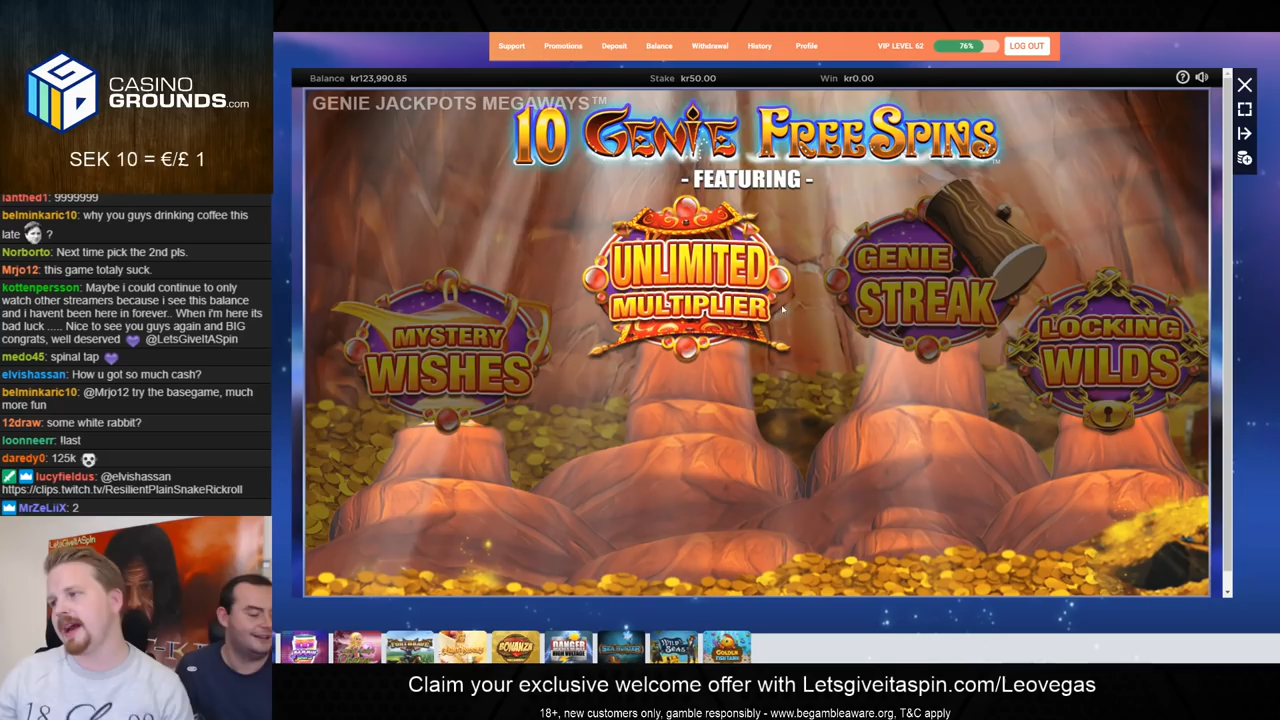 Support Promotions Deposit Balance Withdrawal History Profile VIP LEVEL 62 76% LOG OUT
Balance kr123,990.85 Stake kr50.00 Win kr0.00
CASINO
GROUNDS.com
SEK 10 = €/£ 1
GENIE JACKPOTS MEGAWAYS™
10 GENIE FREE SPINS
- FEATURING -
UNLIMITED
MULTIPLIER
GENIE
STREAK
MYSTERY
WISHES
LOCKING
WILDS
ianthed1: 9999999
belminkaric10: why you guys drinking coffee this
late ?
Norborto: Next time pick the 2nd pls.
Mrjo12: this game totaly suck.
kottenpersson: Maybe i could continue to only
watch other streamers because i see this balance
and i havent been here in forever.. When i'm here its
bad luck ..... Nice to see you guys again and BIG
congrats, well deserved @LetsGiveItASpin
medo45: spinal tap
elvishassan: How u got so much cash?
belminkaric10: @Mrjo12 try the basegame, much
more fun
12draw: some white rabbit?
loonneerr: !last
daredy0: 125k
lucyfieldus: @elvishassan
https://clips.twitch.tv/ResilientPlainSnakeRickroll
MrZeLiiX: 2
LetsGiveItASpin
BONANZA
DANGER
WILD
SEAS
GOLDEN
Claim your exclusive welcome offer with Letsgiveitaspin.com/Leovegas
18+, new customers only, gamble responsibly - www.begambleaware.org, T&C apply